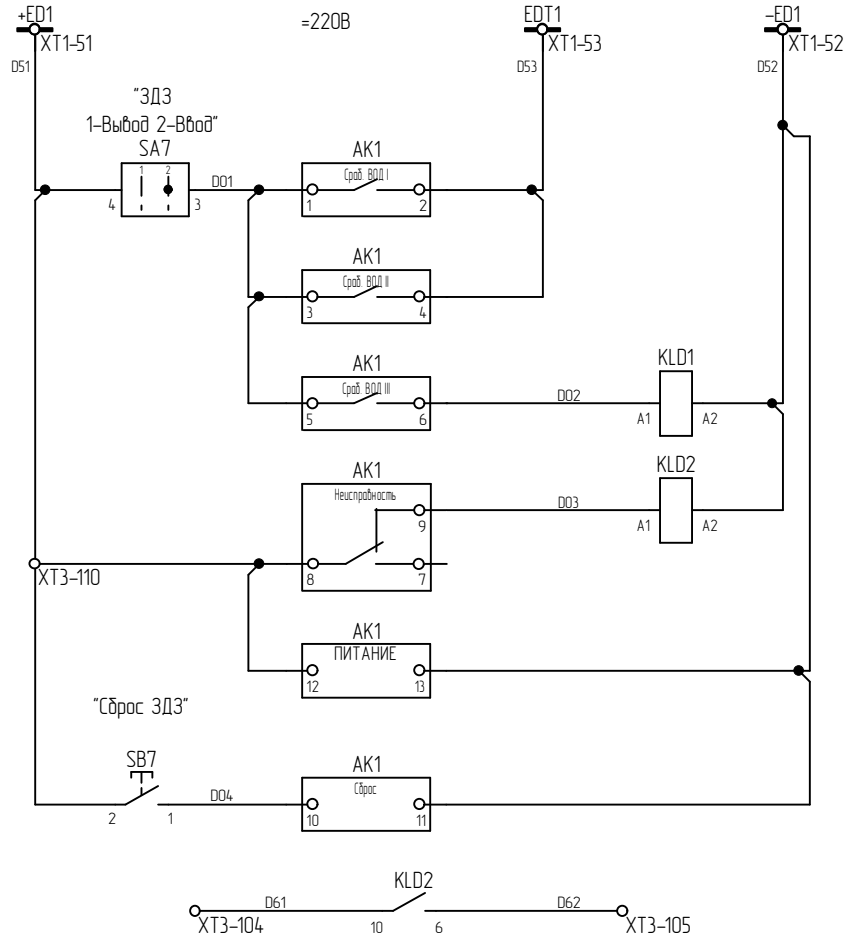 +ED1
=220В
EDT1
-ED1
XT1-51
XT1-53
XT1-52
D51
D53
D52
"ЗДЗ
1-Вывод 2-Ввод"
SA7
AK1
1 2
Сраб. ВОД I
D01
4 3
1 2
AK1
Сраб. ВОД II
3 4
AK1
KLD1
Сраб. ВОД III
D02
5 6
A1 A2
AK1
KLD2
Неисправность
D03
9
A1 A2
XT3-110
8 7
AK1
ПИТАНИЕ
12 13
"Сброс ЗДЗ"
SB7
AK1
Сброс
D04
2 1
10 11
KLD2
D61
D62
XT3-104
10 6
XT3-105